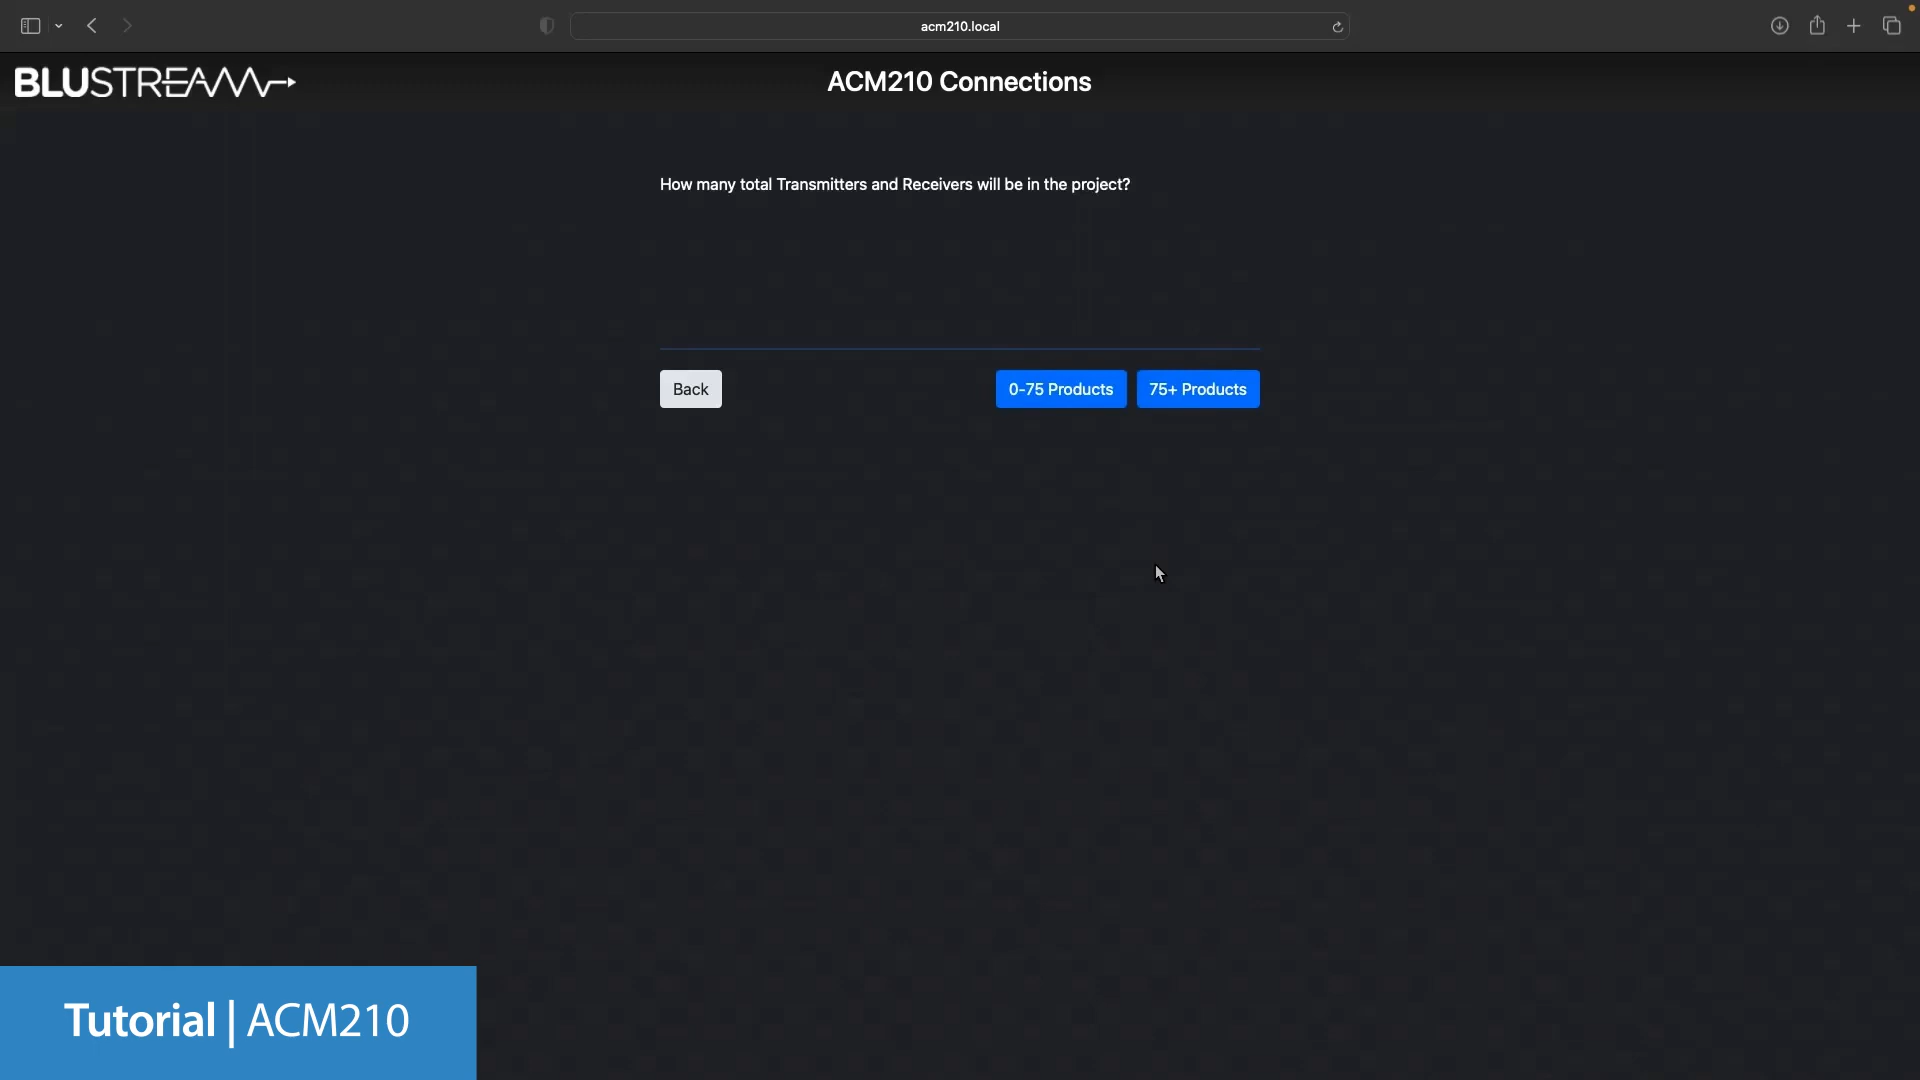 acm210.local
BLUSTREAM
ACM210 Connections
How many total Transmitters and Receivers will be in the project?
Back
0-75 Products
75+ Products
Tutorial | ACM210